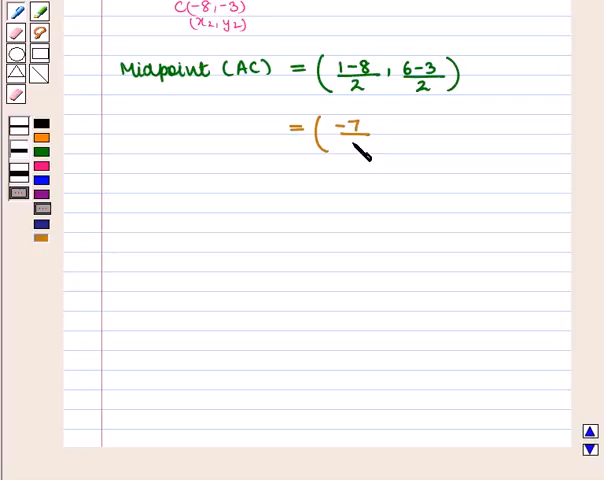 C(-8,-3)
(x2,y2)
Midpoint (AC) = ( 1-8/2 , 6-3/2 )
= ( -7/